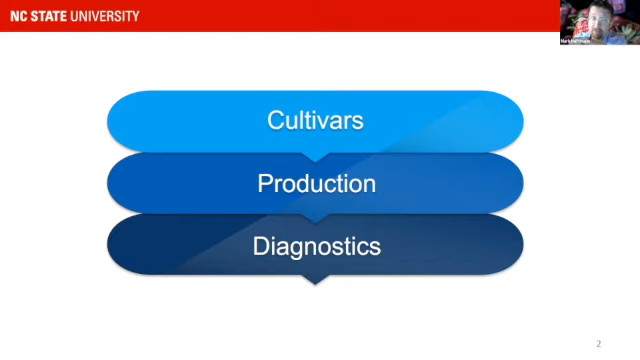 NC STATE UNIVERSITY
Cultivars
Production
Diagnostics
2